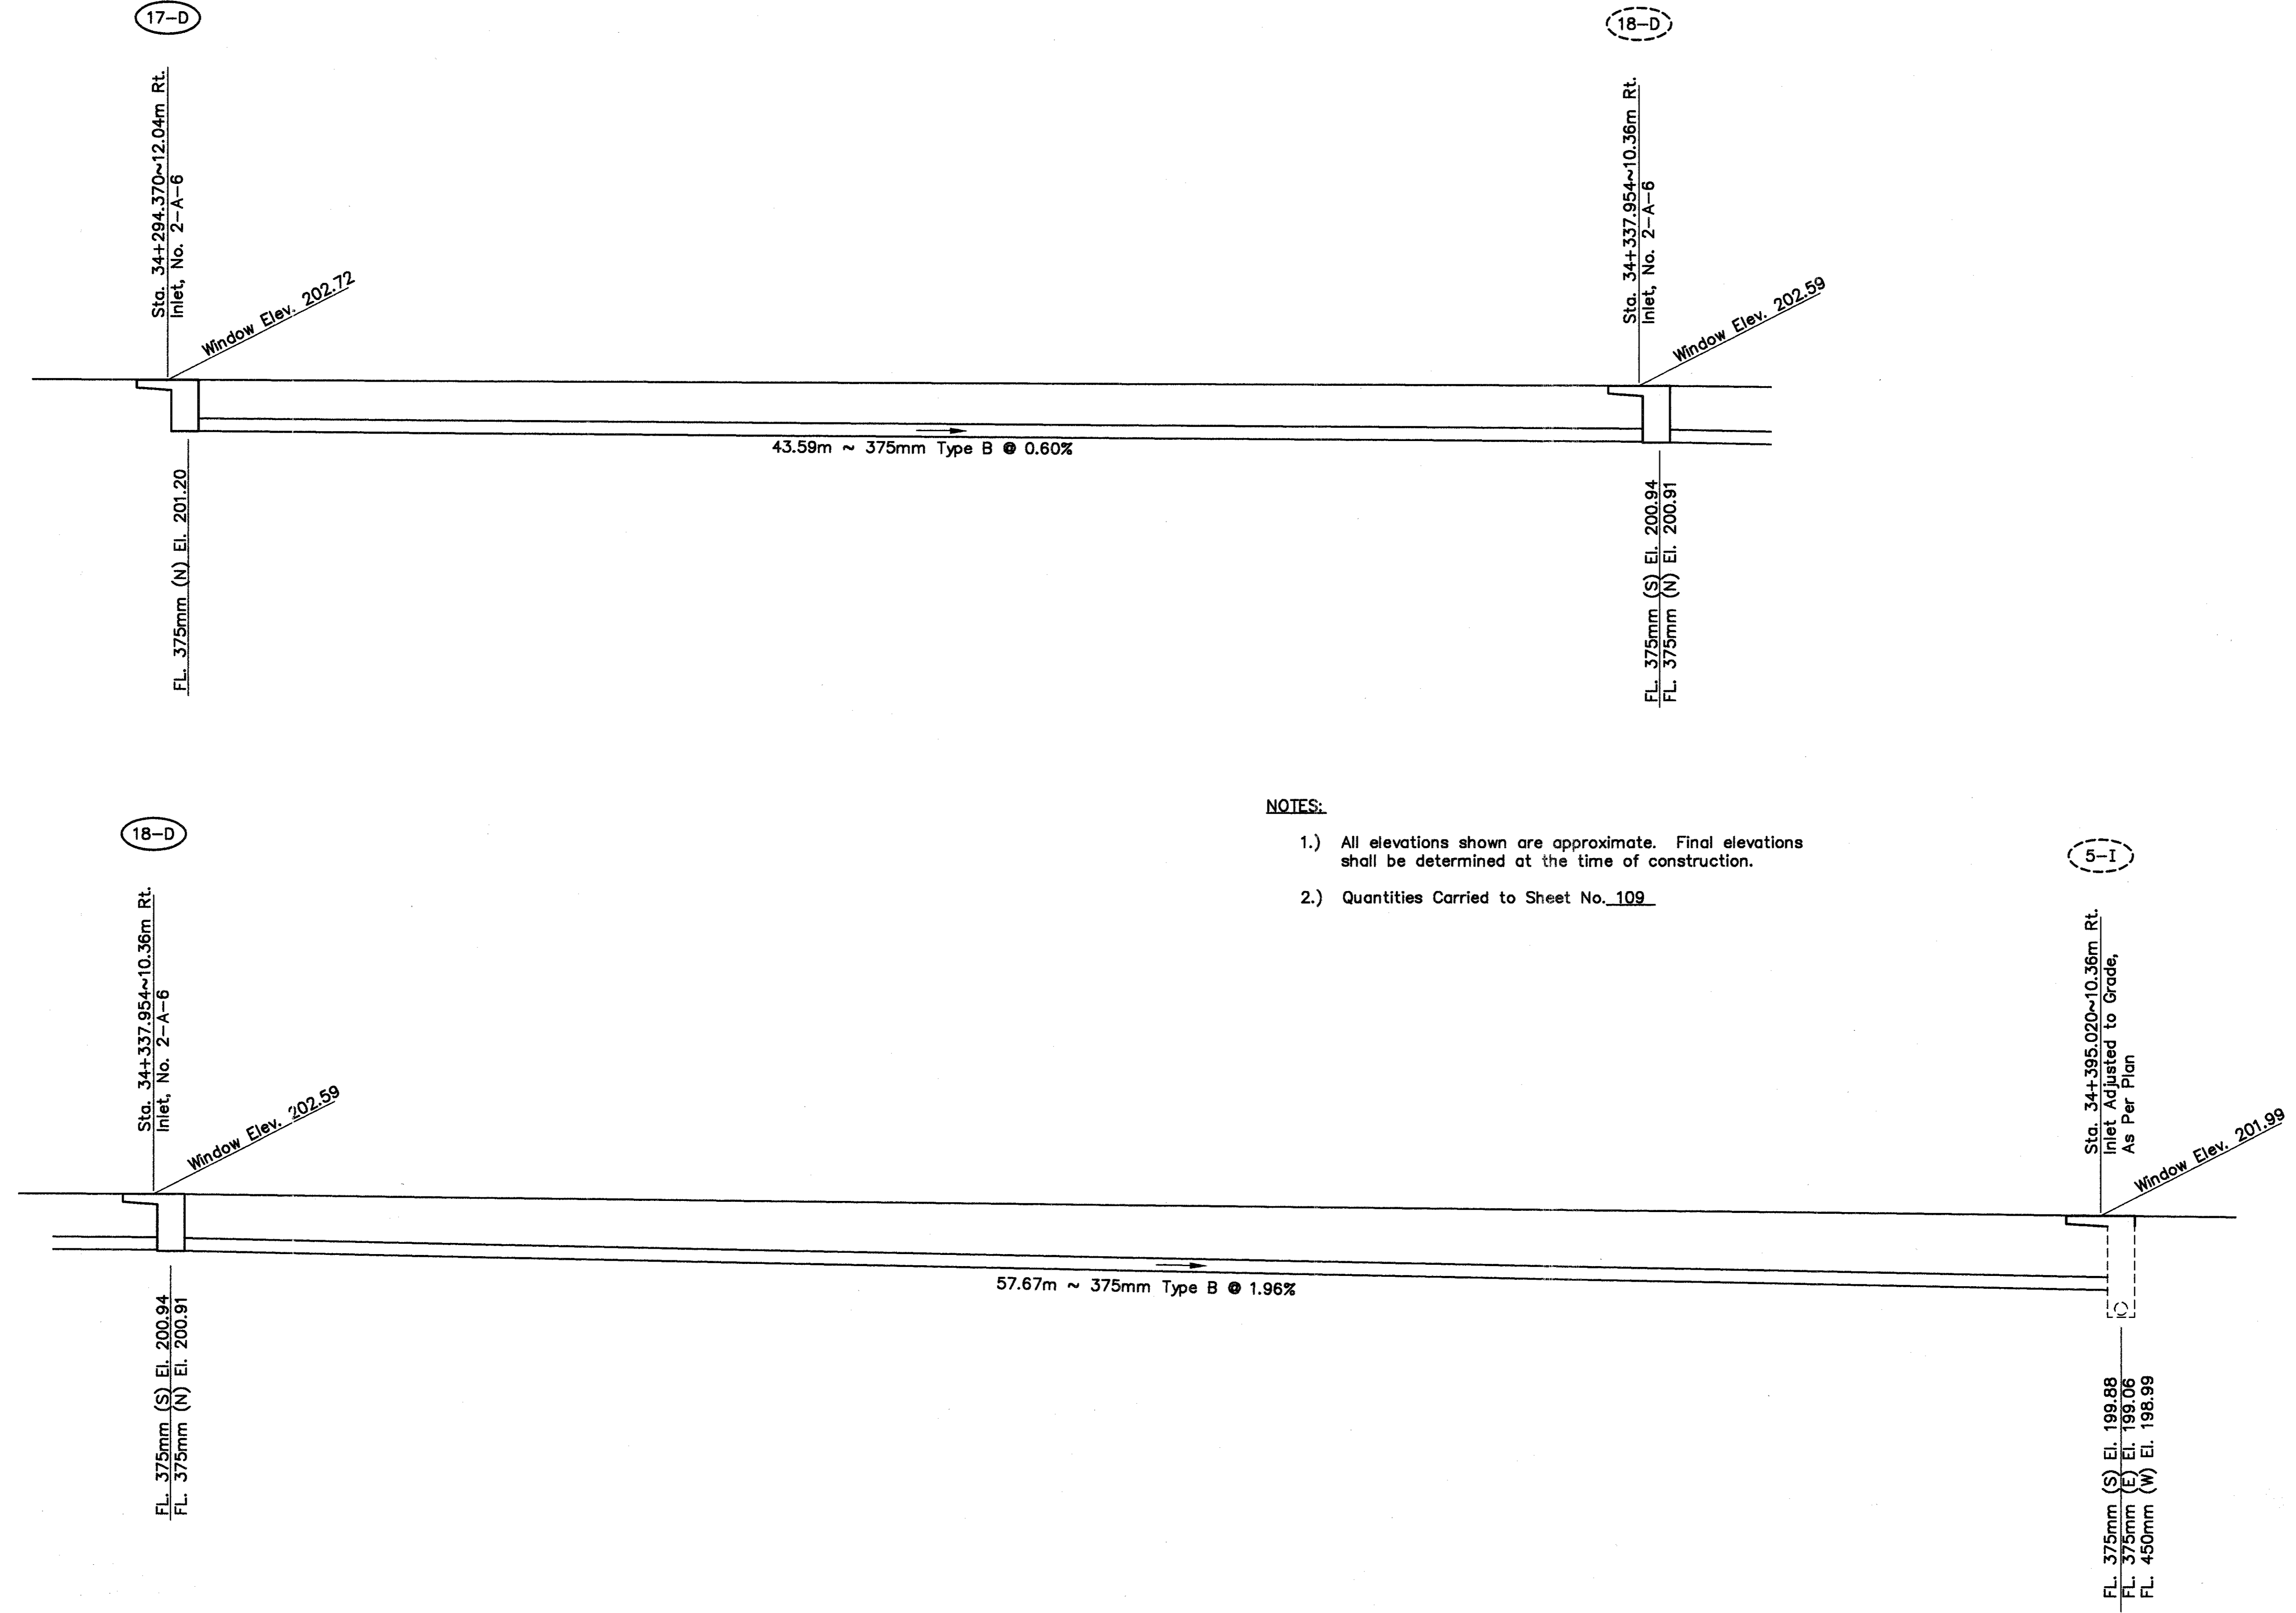 17-D
18-D
Sta. 34+294.370~12.04m Rt.
Inlet, No. 2-A-6
Window Elev. 202.72
Sta. 34+337.954~10.36m Rt.
Inlet, No. 2-A-6
Window Elev. 202.59
43.59m ~ 375mm Type B @ 0.60%
FL. 375mm (N) El. 201.20
FL. 375mm (S) El. 200.94
FL. 375mm (N) El. 200.91
NOTES:
1.) All elevations shown are approximate. Final elevations
shall be determined at the time of construction.
2.) Quantities Carried to Sheet No. 109
18-D
5-I
Sta. 34+337.954~10.36m Rt.
Inlet, No. 2-A-6
Window Elev. 202.59
Sta. 34+395.020~10.36m Rt.
Inlet Adjusted to Grade,
As Per Plan
Window Elev. 201.99
57.67m ~ 375mm Type B @ 1.96%
FL. 375mm (S) El. 200.94
FL. 375mm (N) El. 200.91
FL. 375mm (S) El. 199.88
FL. 375mm (E) El. 199.06
FL. 450mm (W) El. 198.99